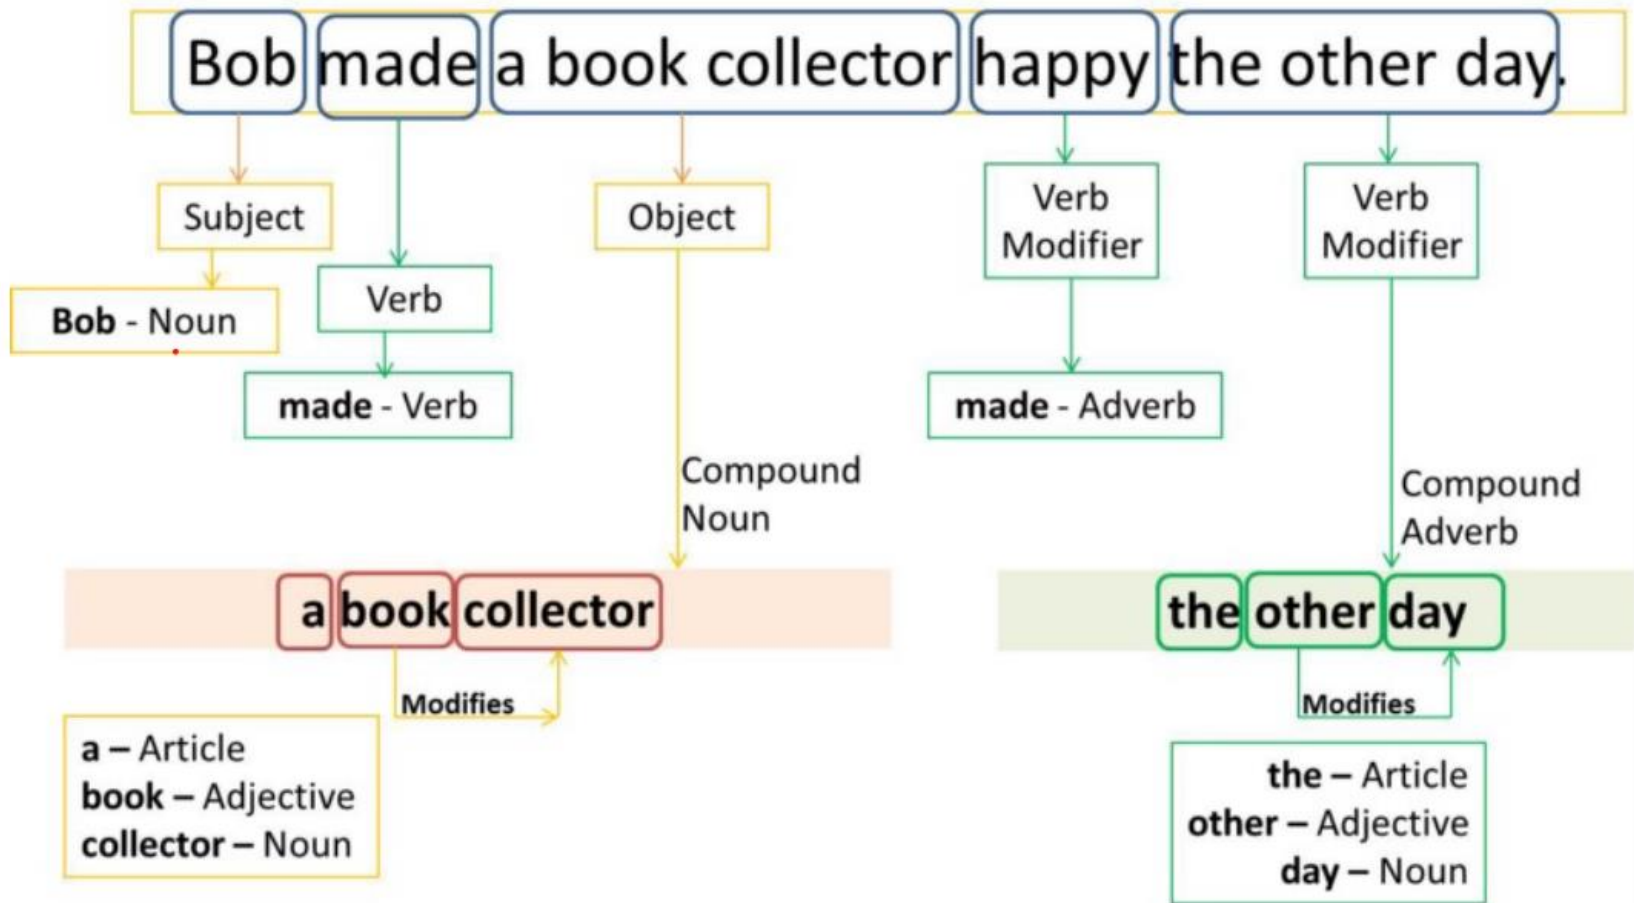 Bob made a book collector happy the other day.
Subject
Object
Verb
Modifier
Verb
Modifier
Bob - Noun
Verb
made - Verb
made - Adverb
Compound
Noun
Compound
Adverb
a book collector
the other day
Modifies
Modifies
a – Article
book – Adjective
collector – Noun
the – Article
other – Adjective
day – Noun